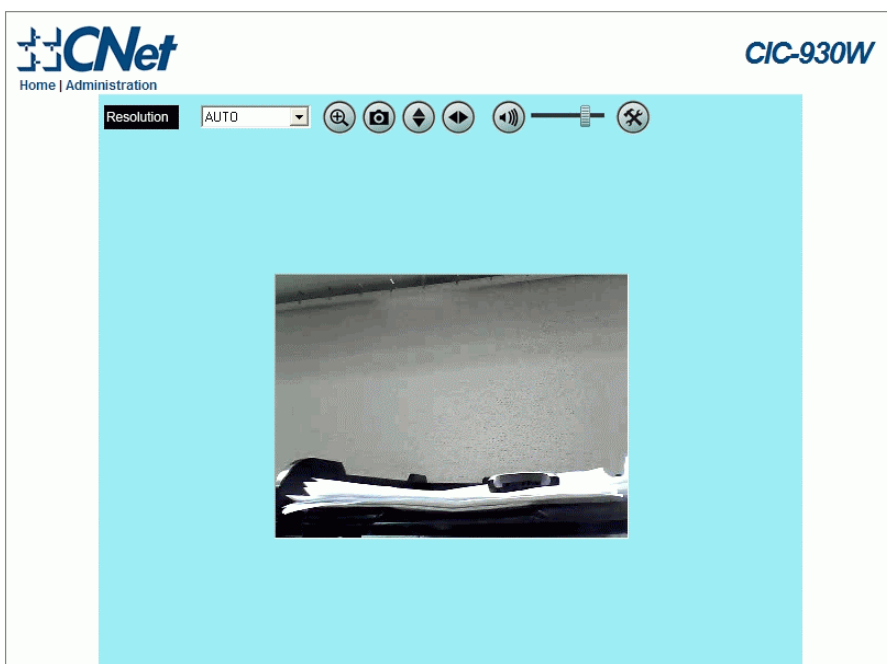 CNet
CIC-930W
Home | Administration
Resolution
AUTO